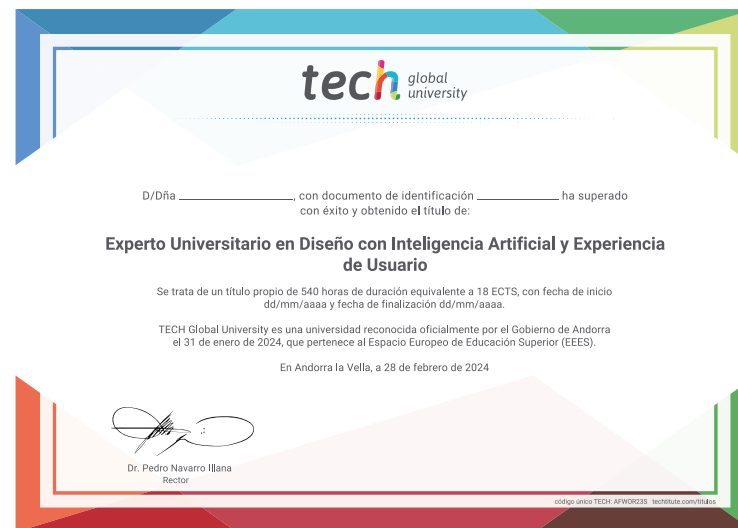 tech global university
D/Dña ____________________, con documento de identificación ______________ ha superado
con éxito y obtenido el título de:
Experto Universitario en Diseño con Inteligencia Artificial y Experiencia
de Usuario
Se trata de un título propio de 540 horas de duración equivalente a 18 ECTS, con fecha de inicio
dd/mm/aaaa y fecha de finalización dd/mm/aaaa.
TECH Global University es una universidad reconocida oficialmente por el Gobierno de Andorra
el 31 de enero de 2024, que pertenece al Espacio Europeo de Educación Superior (EEES).
En Andorra la Vella, a 28 de febrero de 2024
Dr. Pedro Navarro Illana
Rector
código único TECH: AFWOR23S techtitute.com/titulos